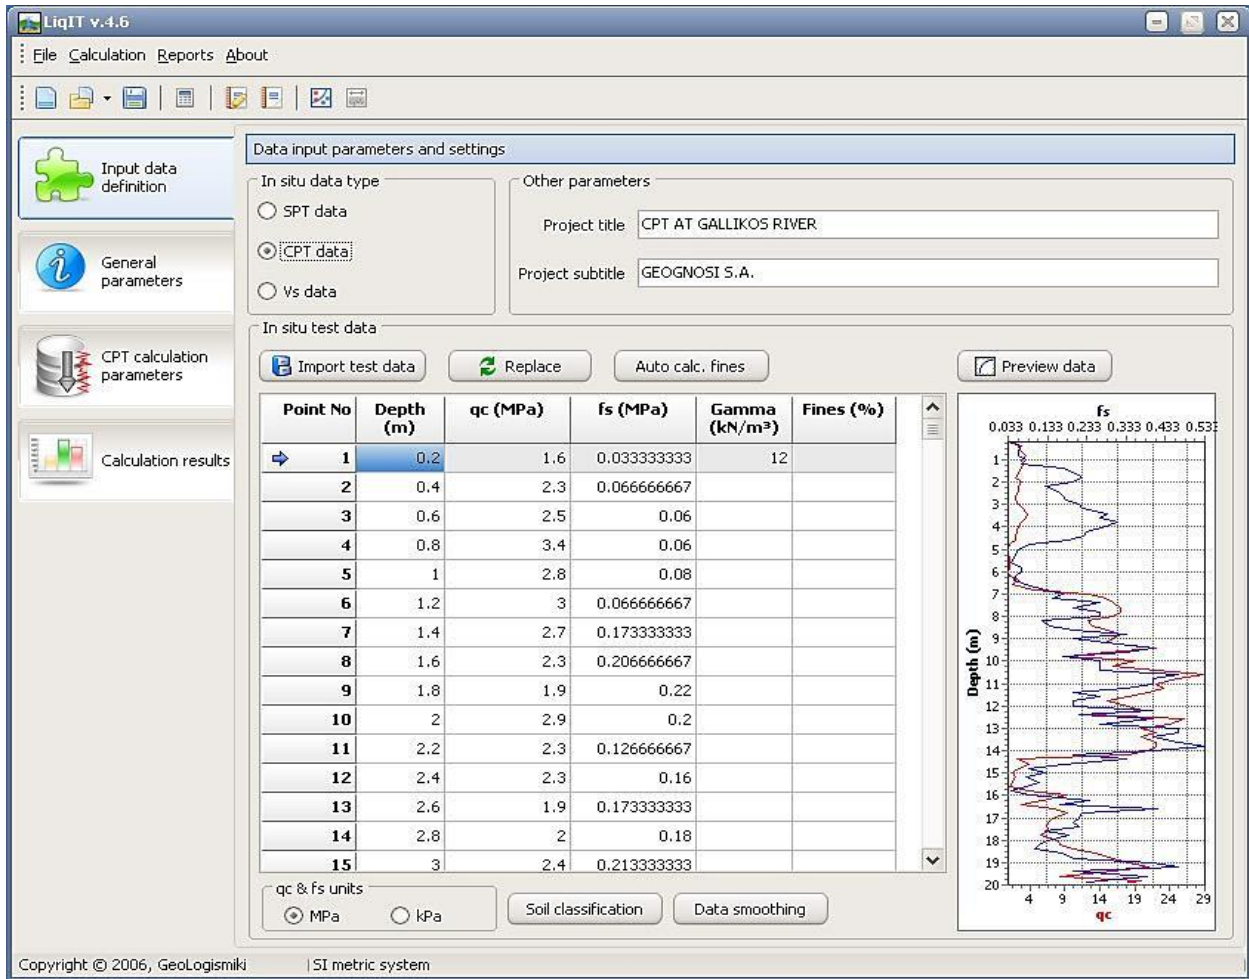 LiqIT v.4.6
File Calculation Reports About
Input data
definition
General
parameters
CPT calculation
parameters
Calculation results
Data input parameters and settings
In situ data type
SPT data
CPT data
Vs data
Other parameters
Project title CPT AT GALLIKOS RIVER
Project subtitle GEOGNOSI S.A.
In situ test data
Import test data Replace Auto calc. fines Preview data
Point No Depth (m) qc (MPa) fs (MPa) Gamma (kN/m³) Fines (%)
1 0.2 1.6 0.033333333 12
2 0.4 2.3 0.066666667
3 0.6 2.5 0.06
4 0.8 3.4 0.06
5 1 2.8 0.08
6 1.2 3 0.066666667
7 1.4 2.7 0.173333333
8 1.6 2.3 0.206666667
9 1.8 1.9 0.22
10 2 2.9 0.2
11 2.2 2.3 0.126666667
12 2.4 2.3 0.16
13 2.6 1.9 0.173333333
14 2.8 2 0.18
15 3 2.4 0.213333333
fs
0.033 0.133 0.233 0.333 0.433 0.533
Depth (m)
1
2
3
4
5
6
7
8
9
10
11
12
13
14
15
16
17
18
19
20
4 9 14 19 24 29
qc
qc & fs units
MPa kPa
Soil classification Data smoothing
Copyright © 2006, GeoLogismiki SI metric system